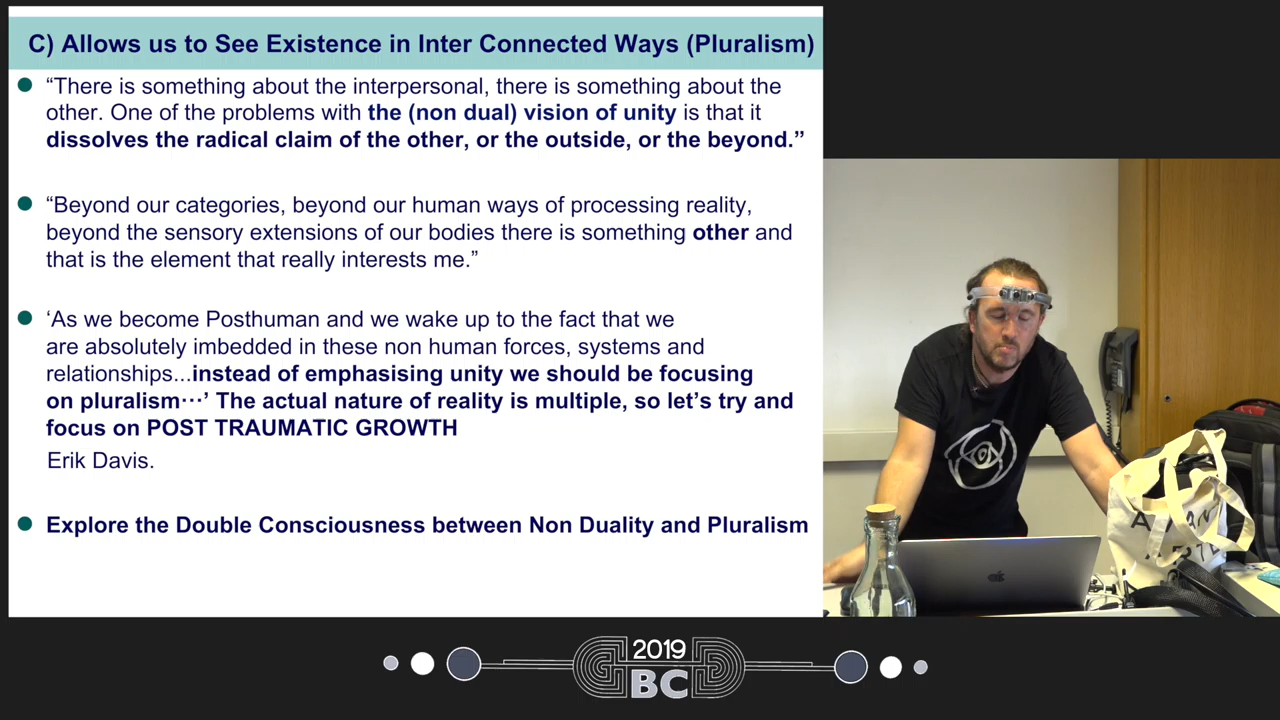 C) Allows us to See Existence in Inter Connected Ways (Pluralism)
“There is something about the interpersonal, there is something about the
other. One of the problems with the (non dual) vision of unity is that it
dissolves the radical claim of the other, or the outside, or the beyond.”
“Beyond our categories, beyond our human ways of processing reality,
beyond the sensory extensions of our bodies there is something other and
that is the element that really interests me.”
‘As we become Posthuman and we wake up to the fact that we
are absolutely imbedded in these non human forces, systems and
relationships...instead of emphasising unity we should be focusing
on pluralism···’ The actual nature of reality is multiple, so let’s try and
focus on POST TRAUMATIC GROWTH
Erik Davis.
Explore the Double Consciousness between Non Duality and Pluralism
2019
BC